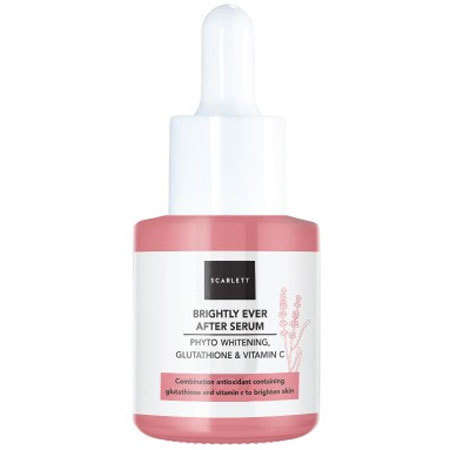 SCARLETT
BRIGHTLY EVER
AFTER SERUM
PHYTO WHITENING,
GLUTATHIONE & VITAMIN C
Combination antioxidant containing
glutathione and vitamin c to brighten skin